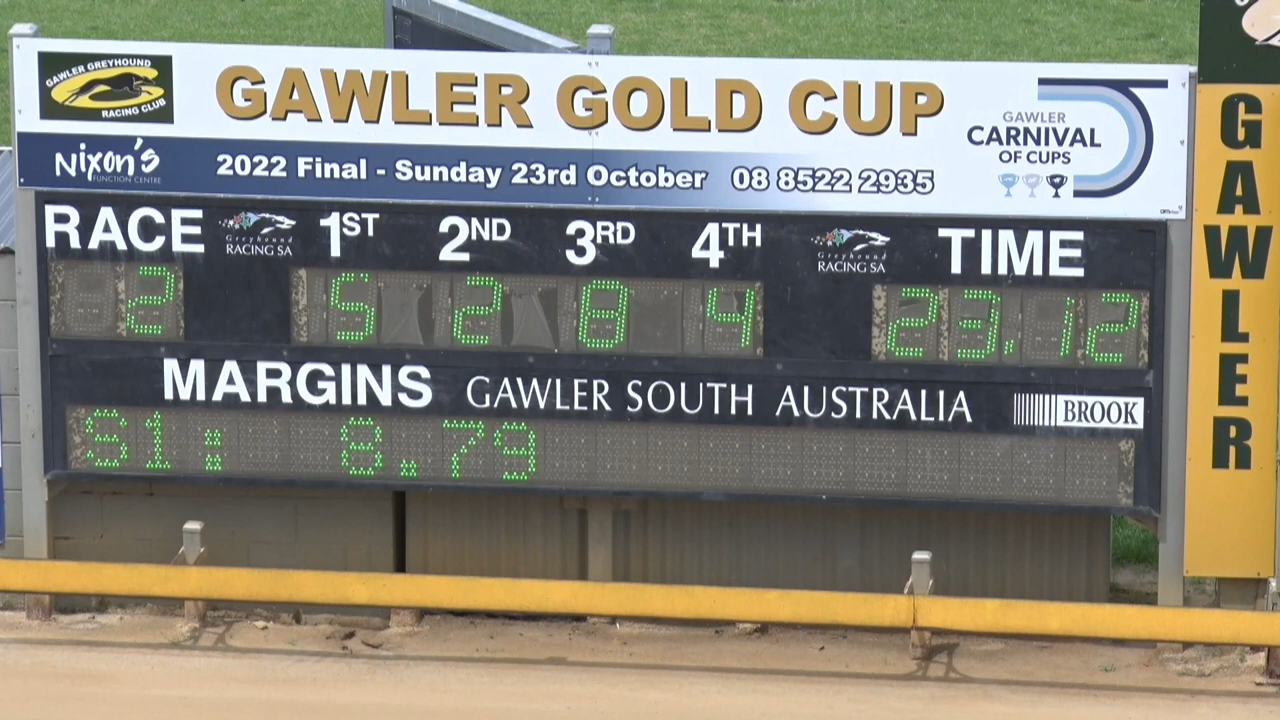 GAWLER GREYHOUND
RACING CLUB
GAWLER GOLD CUP
GAWLER
CARNIVAL
OF CUPS
Nixon's
FUNCTION CENTRE
2022 Final - Sunday 23rd October 08 8522 2935
RACE
Greyhound
RACING SA
1ST 2ND 3RD 4TH
Greyhound
RACING SA
TIME
2 5 2 8 4 23.12
MARGINS GAWLER SOUTH AUSTRALIA BROOK
S1: 8.79
GAWLER